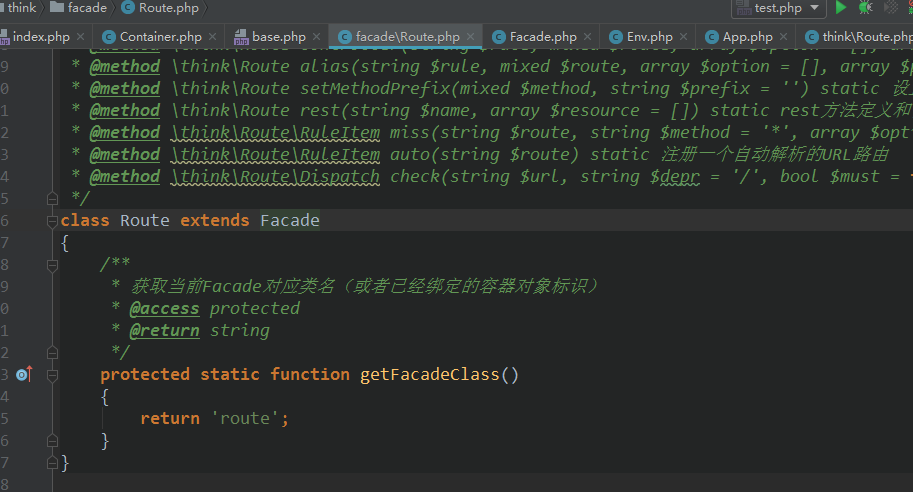 think facade Route.php test.php
index.php Container.php base.php facade\Route.php Facade.php Env.php App.php think\Route.php
9 * @method \think\Route alias(string $rule, mixed $route, array $option = [], array $p
0 * @method \think\Route setMethodPrefix(mixed $method, string $prefix = '') static 设
1 * @method \think\Route rest(string $name, array $resource = []) static rest方法定义和
2 * @method \think\Route\RuleItem miss(string $route, string $method = '*', array $opt
3 * @method \think\Route\RuleItem auto(string $route) static 注册一个自动解析的URL路由
4 * @method \think\Route\Dispatch check(string $url, string $depr = '/', bool $must =
5 */
6 class Route extends Facade
7 {
8 /**
9 * 获取当前Facade对应类名（或者已经绑定的容器对象标识）
0 * @access protected
1 * @return string
2 */
3 protected static function getFacadeClass()
4 {
5 return 'route';
6 }
7 }
8